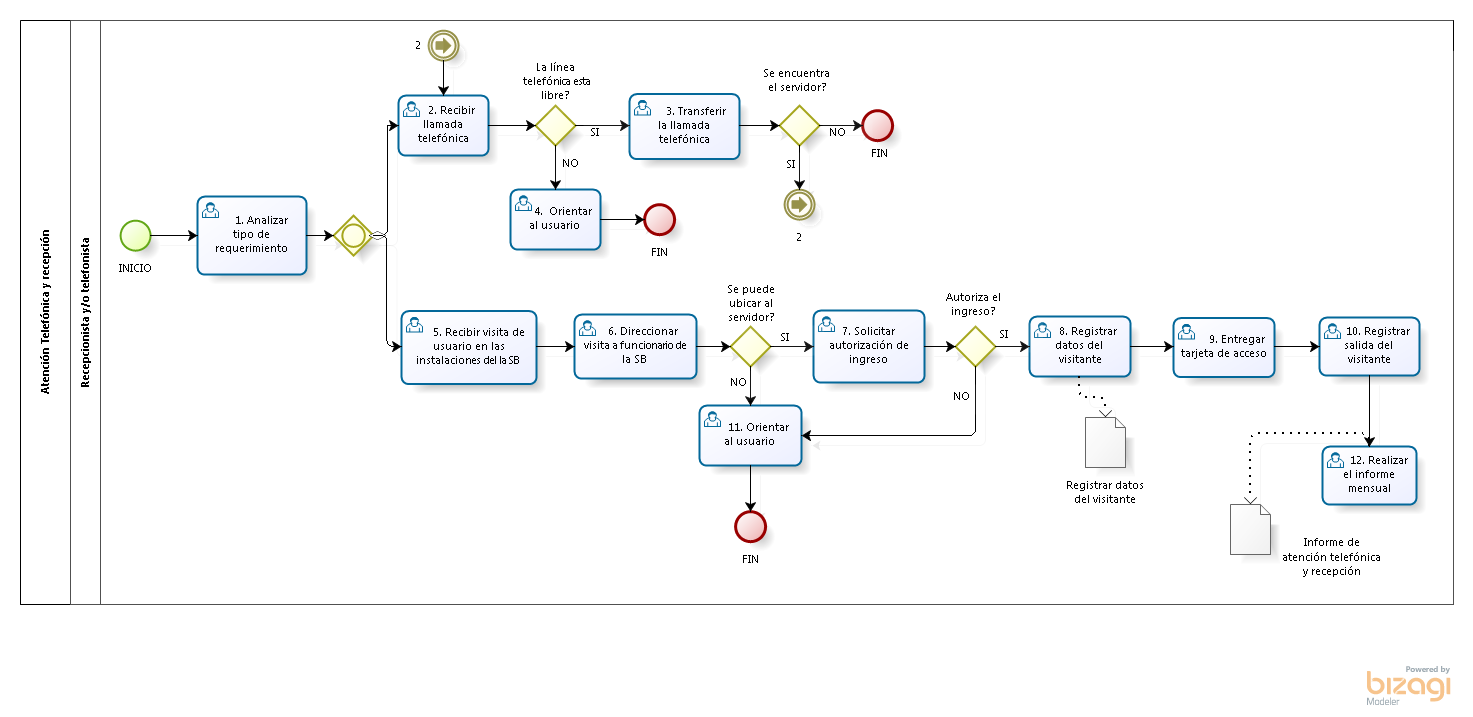 Atención Telefónica y recepción
Recepcionista y/o telefonista
INICIO
1. Analizar
tipo de
requerimiento
2
2. Recibir
llamada
telefónica
La línea
telefónica esta
libre?
SI
NO
3. Transferir
la llamada
telefónica
Se encuentra
el servidor?
NO
FIN
SI
2
4. Orientar
al usuario
FIN
5. Recibir visita de
usuario en las
instalaciones del la SB
6. Direccionar
visita a funcionario de
la SB
Se puede
ubicar al
servidor?
SI
NO
7. Solicitar
autorización de
ingreso
Autoriza el
ingreso?
SI
NO
8. Registrar
datos del
visitante
9. Entregar
tarjeta de acceso
10. Registrar
salida del
visitante
11. Orientar
al usuario
FIN
Registrar datos
del visitante
12. Realizar
el informe
mensual
Informe de
atención telefónica
y recepción
Powered by
bizagi
Modeler